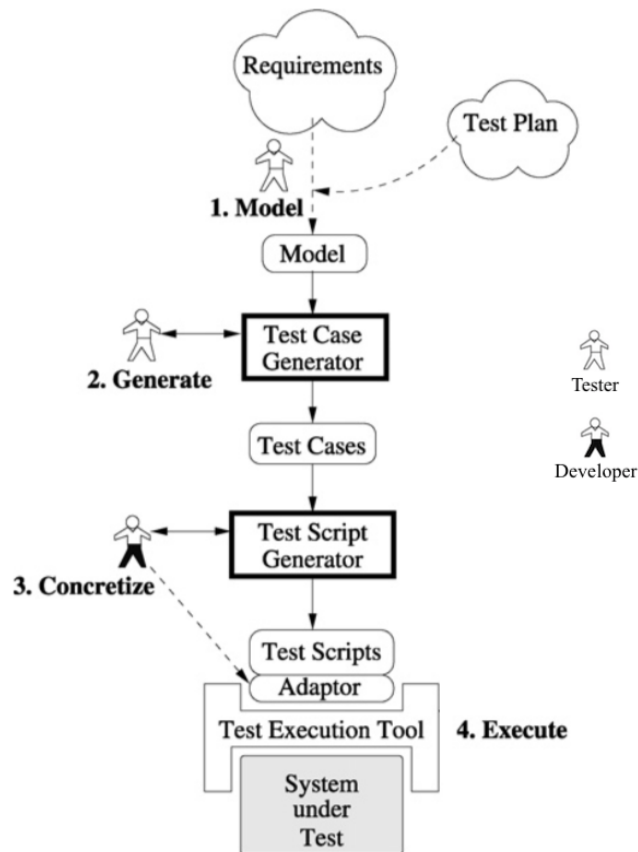 Requirements
Test Plan
1. Model
Model
Test Case
Generator
2. Generate
Tester
Test Cases
Developer
Test Script
Generator
3. Concretize
Test Scripts
Adaptor
Test Execution Tool
4. Execute
System
under
Test